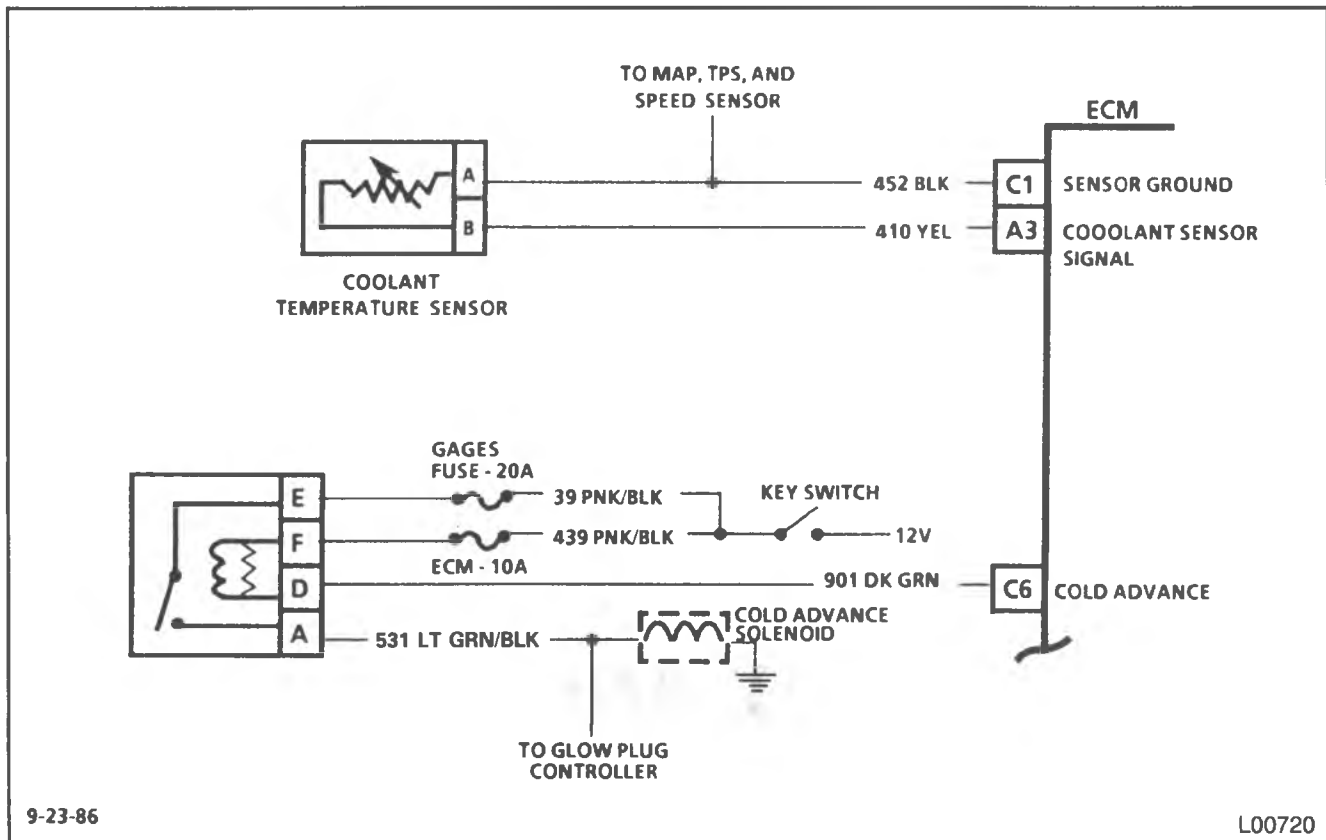 TO MAP, TPS, AND
SPEED SENSOR
ECM
A
452 BLK
C1
SENSOR GROUND
B
410 YEL
A3
COOOLANT SENSOR
SIGNAL
COOLANT
TEMPERATURE SENSOR
GAGES
FUSE - 20A
E
39 PNK/BLK
KEY SWITCH
F
439 PNK/BLK
12V
ECM - 10A
D
901 DK GRN
C6
COLD ADVANCE
A
531 LT GRN/BLK
COLD ADVANCE
SOLENOID
TO GLOW PLUG
CONTROLLER
9-23-86
L00720